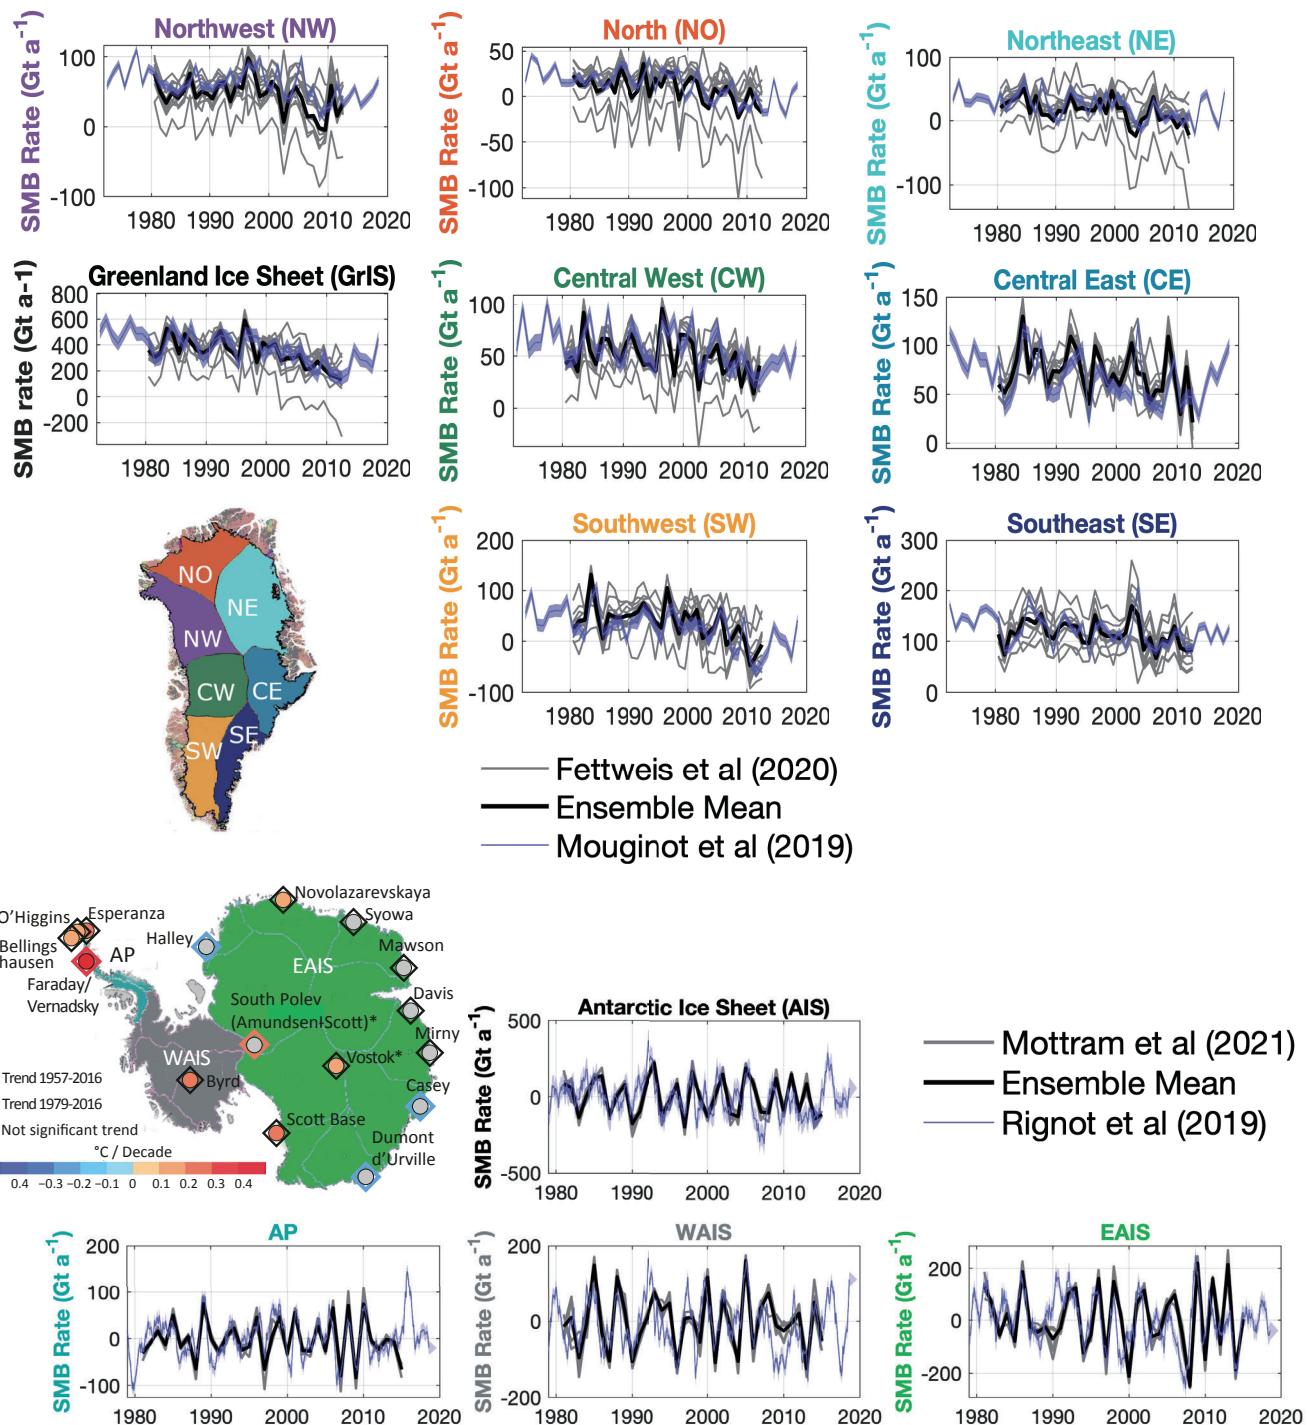 Northwest (NW)
SMB Rate (Gt a-1)
100
0
-100
1980 1990 2000 2020
North (NO)
SMB Rate (Gt a-1)
50
0
-50
-100
1980 1990 2000 2020
Northeast (NE)
SMB Rate (Gt a-1)
100
0
-100
1980 1990 2000 2020
Greenland Ice Sheet (GrIS)
SMB rate (Gt a-1)
800
600
400
200
0
-200
1980 1990 2000 2020
Central West (CW)
SMB Rate (Gt a-1)
100
50
0
1980 1990 2000 2020
Central East (CE)
SMB Rate (Gt a-1)
150
100
50
0
1980 1990 2000 2020
NO
NE
NW
CW
CE
SE
SW
Southwest (SW)
SMB Rate (Gt a-1)
200
100
0
-100
1980 1990 2000 2020
Southeast (SE)
SMB Rate (Gt a-1)
300
200
100
0
1980 1990 2000 2020
Fettweis et al (2020)
Ensemble Mean
Mouginot et al (2019)
Novolazarevskaya
O'Higgins
Esperanza
Syowa
Bellings
hausen
AP
Halley
Mawson
Faraday/
Vernadsky
EAIS
Davis
South Polev
(Amundsen-Scott)*
Mirny
WAIS
Vostok*
Byrd
Casey
Scott Base
Dumont
d'Urville
Trend 1957-2016
Trend 1979-2016
Not significant trend
°C / Decade
0.4 −0.3 −0.2 −0.1 0 0.1 0.2 0.3 0.4
Antarctic Ice Sheet (AIS)
SMB Rate (Gt a-1)
500
0
-500
1980 1990 2000 2010 2020
Mottram et al (2021)
Ensemble Mean
Rignot et al (2019)
AP
SMB Rate (Gt a-1)
200
100
0
-100
1980 1990 2000 2010 2020
WAIS
SMB Rate (Gt a-1)
200
0
-200
1980 1990 2000 2010 2020
EAIS
SMB Rate (Gt a-1)
200
0
-200
1980 1990 2000 2010 2020